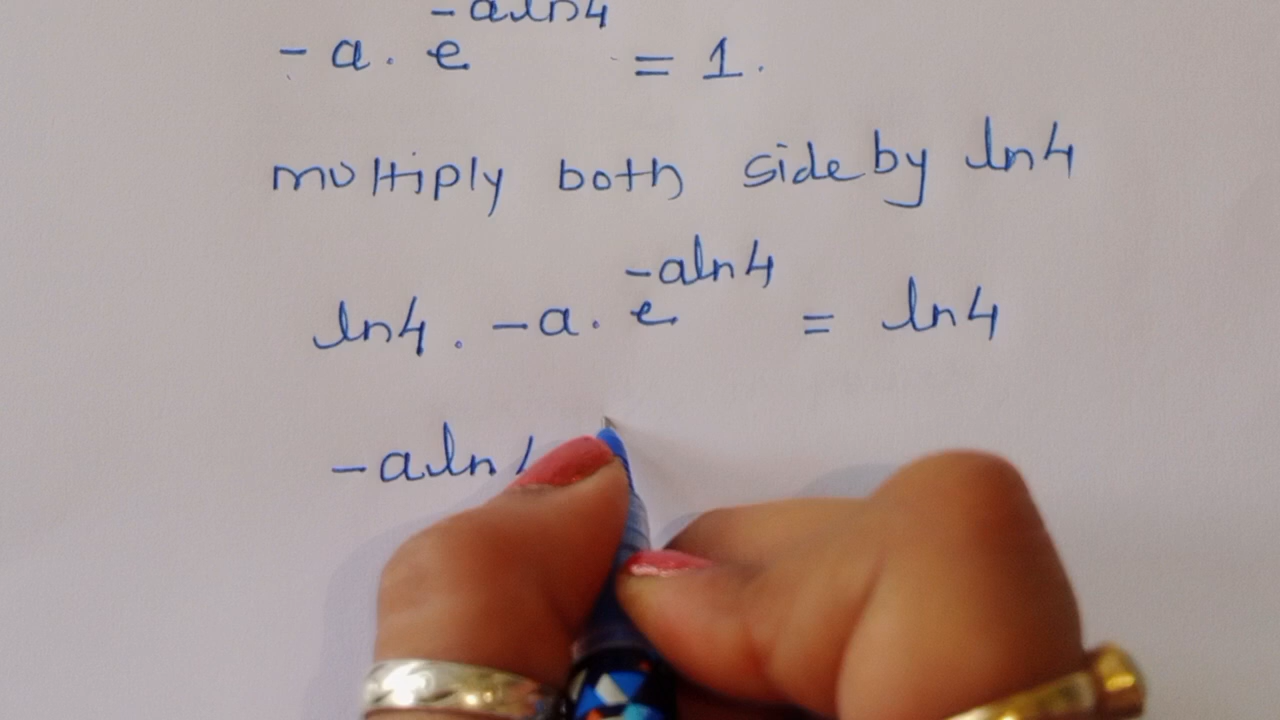 -aln4
- a . e = 1 .
multiply both side by ln4
-aln4
ln4 . -a . e = ln4
-aln